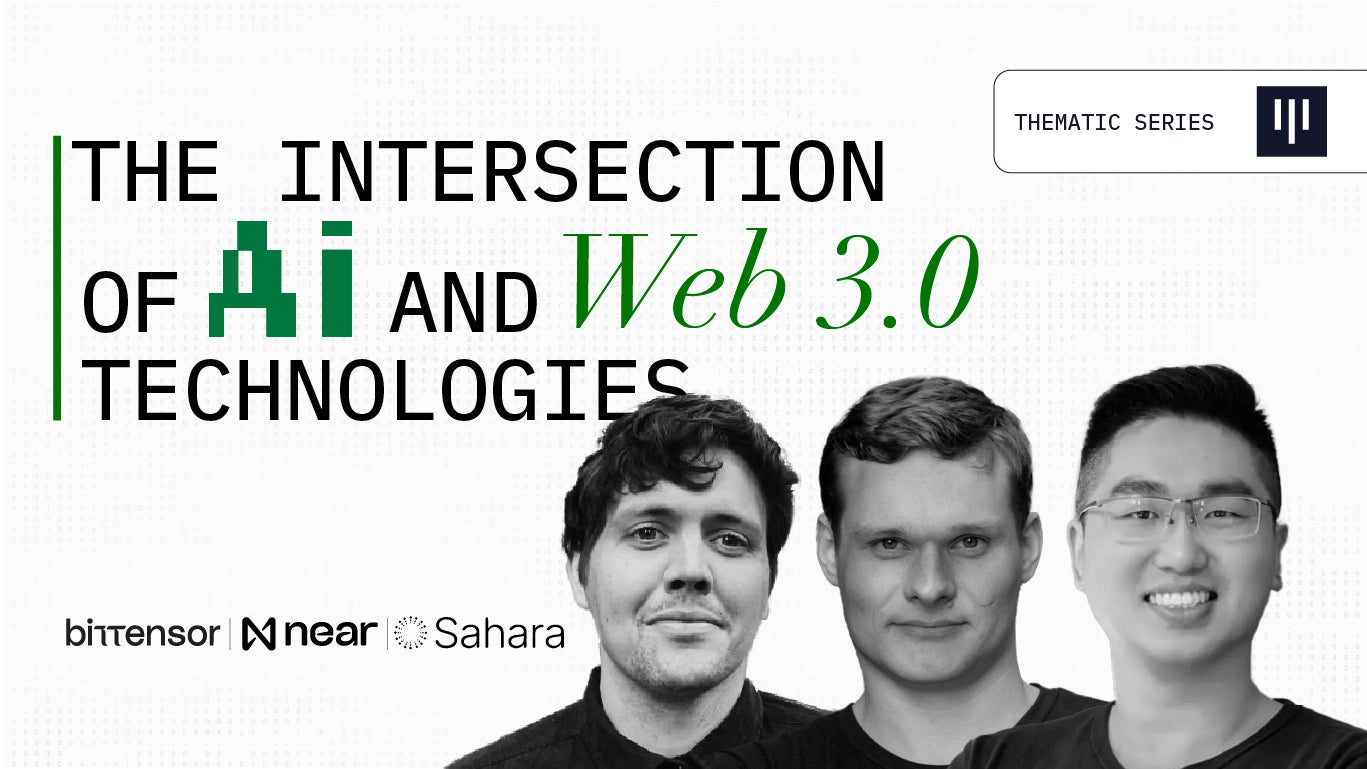 THEMATIC SERIES
THE INTERSECTION
OF Ai AND Web 3.0
TECHNOLOGIES
bittensor | near | Sahara